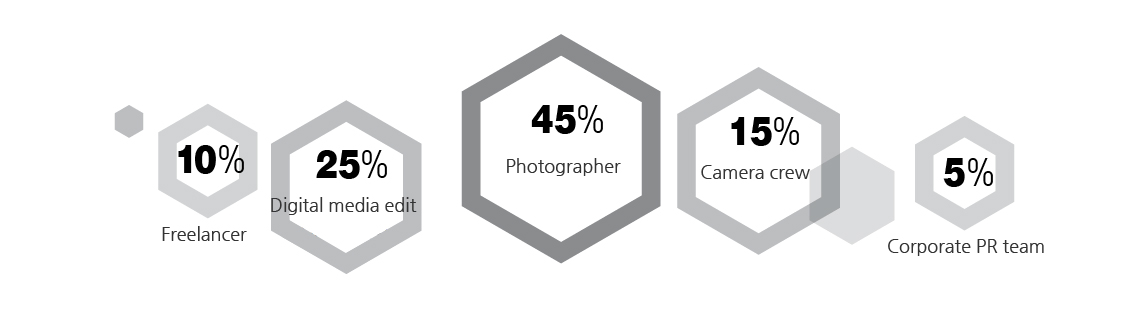 10%
Freelancer
25%
Digital media edit
45%
Photographer
15%
Camera crew
5%
Corporate PR team